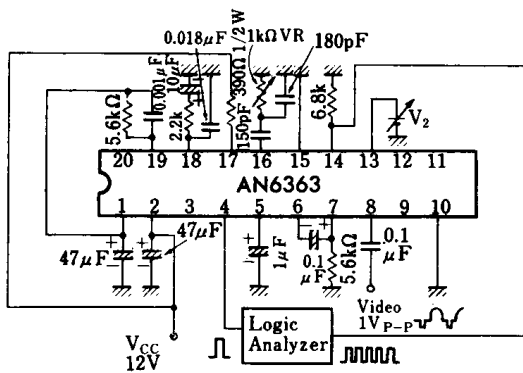 0.018μF
390Ω 1/2W
1kΩVR
180pF
5.6kΩ
0.001μF
10μF
2.2k
150pF
6.8k
V2
20 19 18 17 16 15 14 13 12 11
AN6363
1 2 3 4 5 6 7 8 9 10
+ + + − +
47μF
47μF
1μF
0.1
μF
5.6kΩ
0.1
μF
Video
1VP-P
VCC
12V
Logic
Analyzer